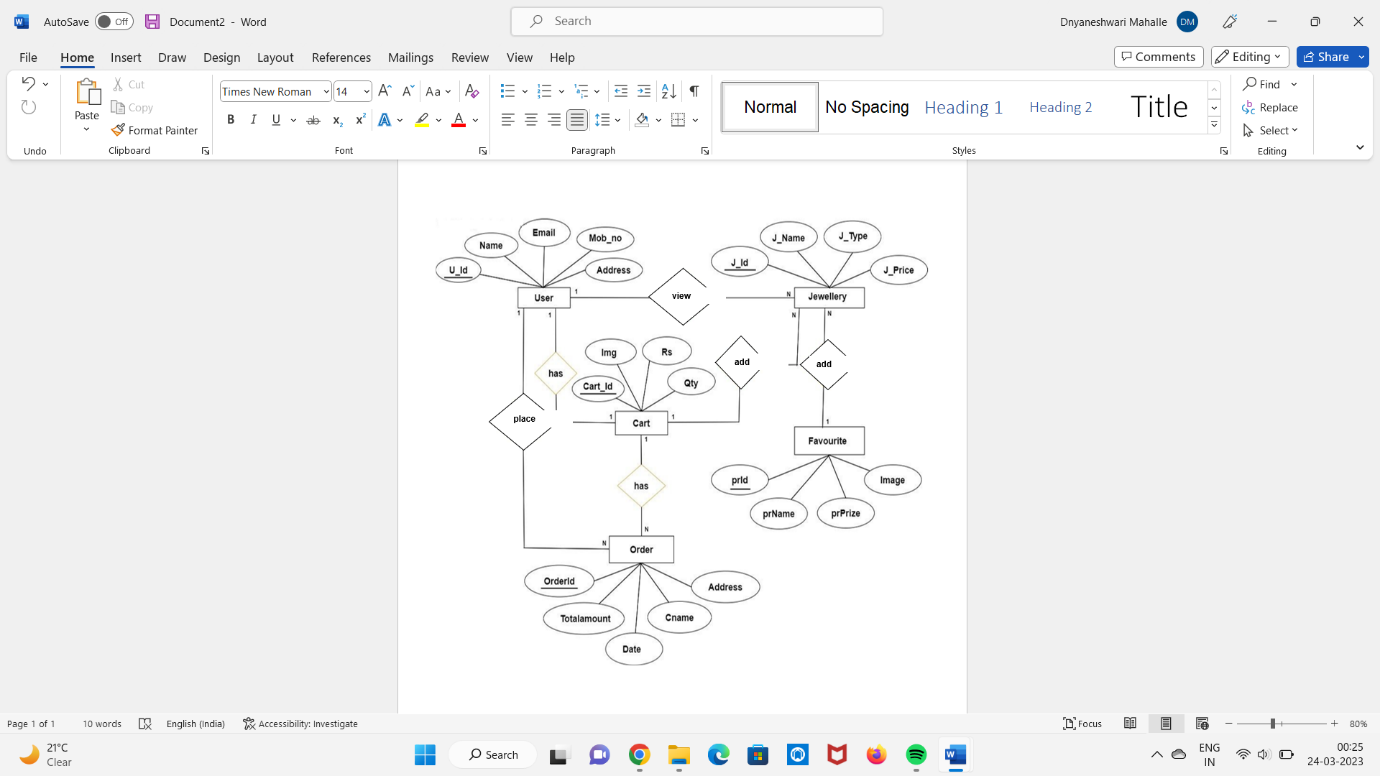 AutoSave Off Document2 - Word Search Dnyaneshwari Mahalle DM
File Home Insert Draw Design Layout References Mailings Review View Help Comments Editing Share
Paste
Cut
Copy
Format Painter
Times New Roman 14
Normal No Spacing Heading 1 Heading 2 Title
Find
Replace
Select
Undo Clipboard Font Paragraph Styles Editing
Email
Name
Mob_no
U_Id
Address
User
1
view
J_Name
J_Type
J_Id
J_Price
N
Jewellery
1
1
N
N
has
Img
Rs
Cart_Id
Qty
add
add
place
1
Cart
1
1
1
Favourite
has
prId
Image
prName
prPrize
N
N
Order
OrderId
Address
Totalamount
Cname
Date
Page 1 of 1 10 words English (India) Accessibility: Investigate Focus 80%
21°C
Clear
Search
ENG
IN
00:25
24-03-2023